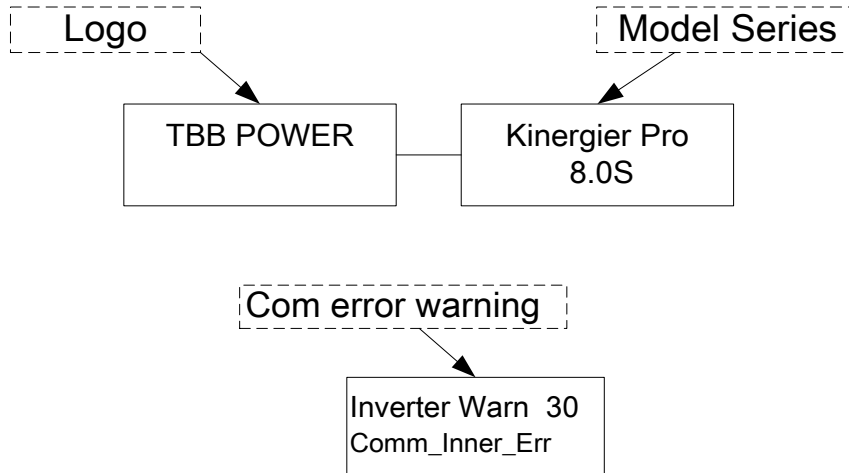 Logo
Model Series
TBB POWER
Kinergier Pro
8.0S
Com error warning
Inverter Warn  30
Comm_Inner_Err